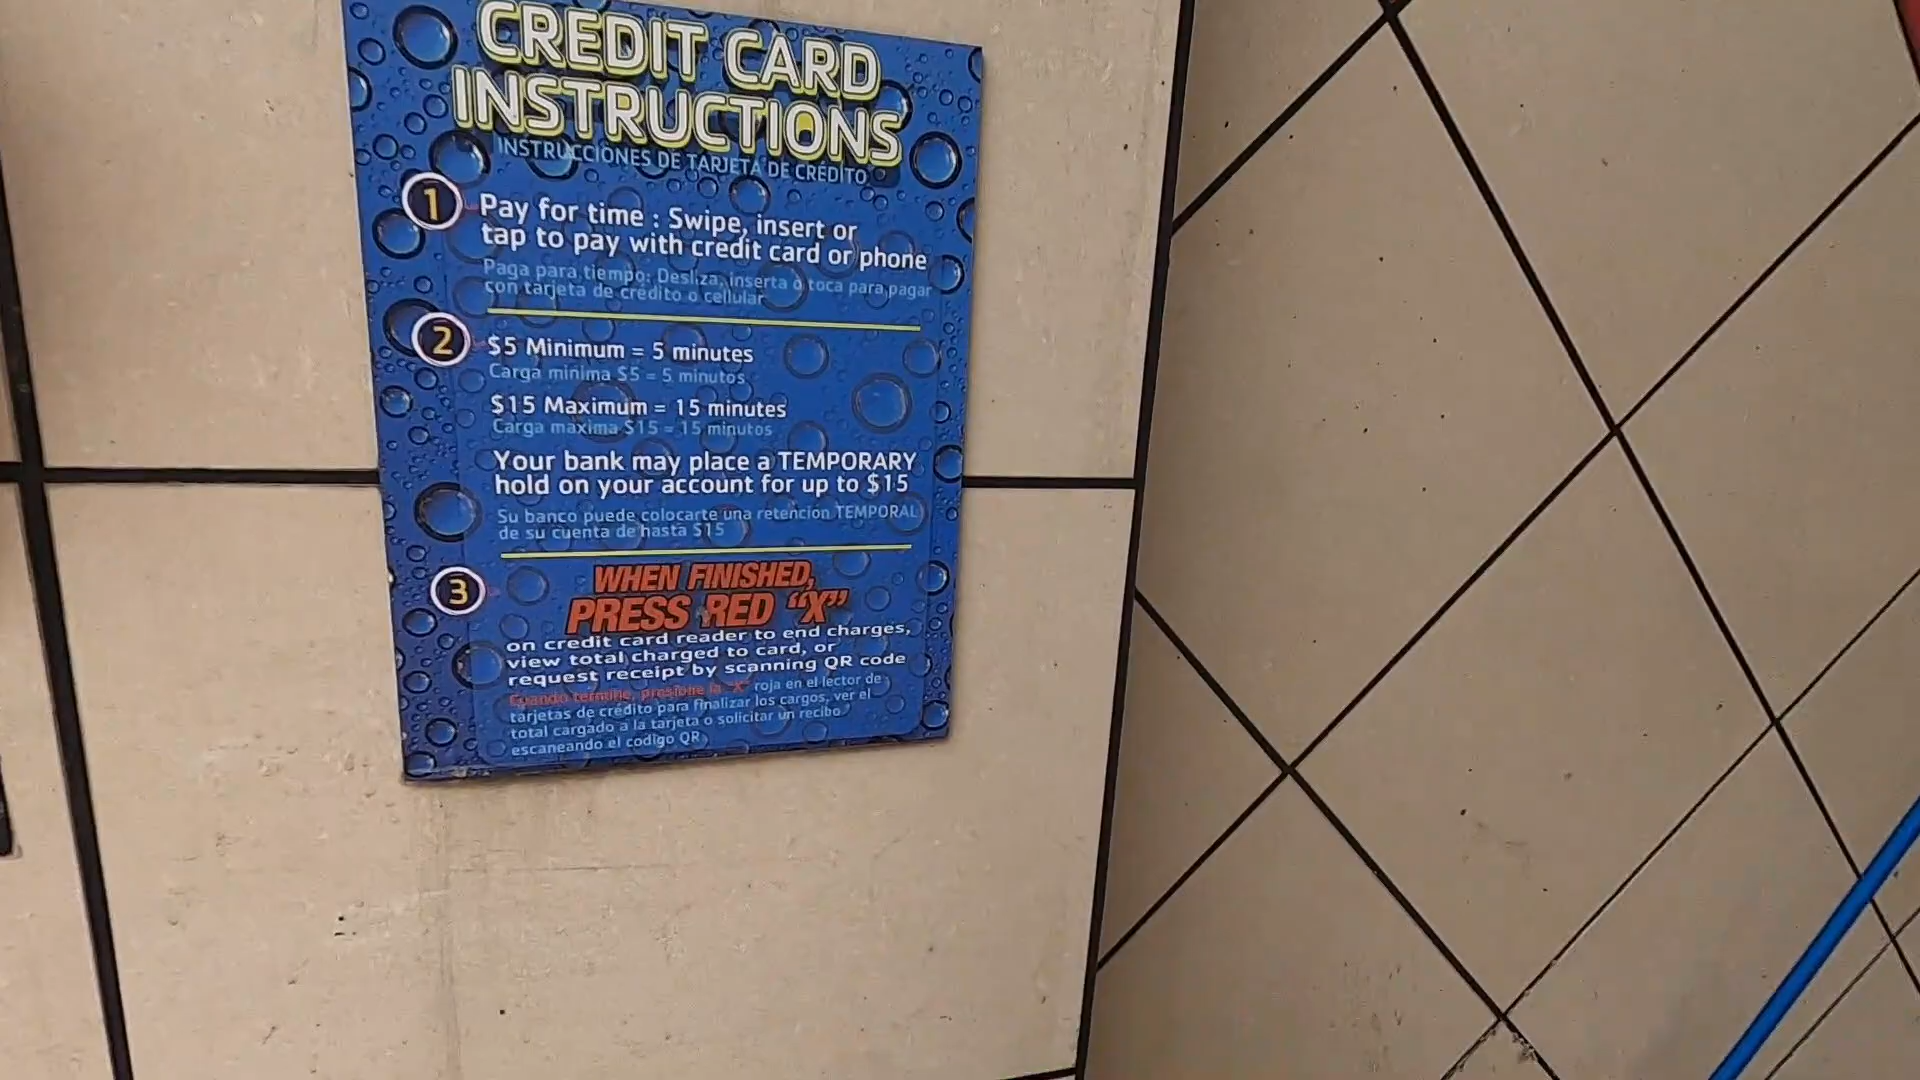 CREDIT CARD
INSTRUCTIONS
INSTRUCCIONES DE TARJETA DE CRÉDITO
1
Pay for time : Swipe, insert or
tap to pay with credit card or phone
Paga para tiempo: Desliza, inserta o toca para pagar
con tarjeta de crédito o cellular
2
$5 Minimum = 5 minutes
Carga minima $5 = 5 minutos
$15 Maximum = 15 minutes
Carga maxima $15 = 15 minutos
Your bank may place a TEMPORARY
hold on your account for up to $15
Su banco puede colocarte una retencion TEMPORAL
de su cuenta de hasta $15
3
WHEN FINISHED,
PRESS RED “X”
on credit card reader to end charges,
view total charged to card, or
request receipt by scanning QR code
Cuando termine, presione la "X" roja en el lector de
tarjetas de crédito para finalizar los cargos, ver el
total cargado a la tarjeta o solicitar un recibo
escaneando el codigo QR